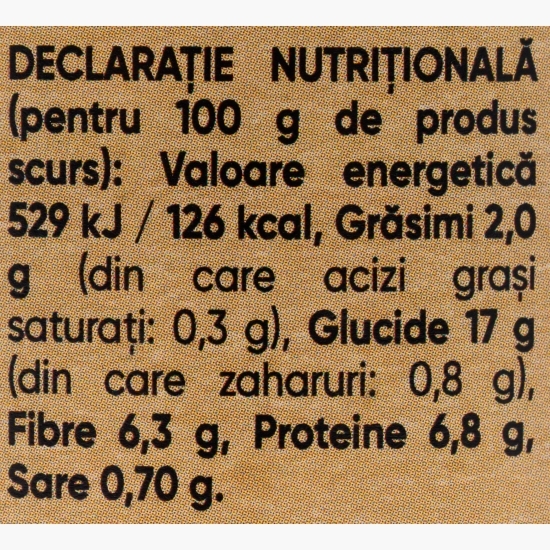 DECLARAȚIE NUTRIȚIONALĂ
(pentru 100 g de produs
scurs): Valoare energetică
529 kJ / 126 kcal, Grăsimi 2,0
g (din care acizi grași
saturați: 0,3 g), Glucide 17 g
(din care zaharuri: 0,8 g),
Fibre 6,3 g, Proteine 6,8 g,
Sare 0,70 g.